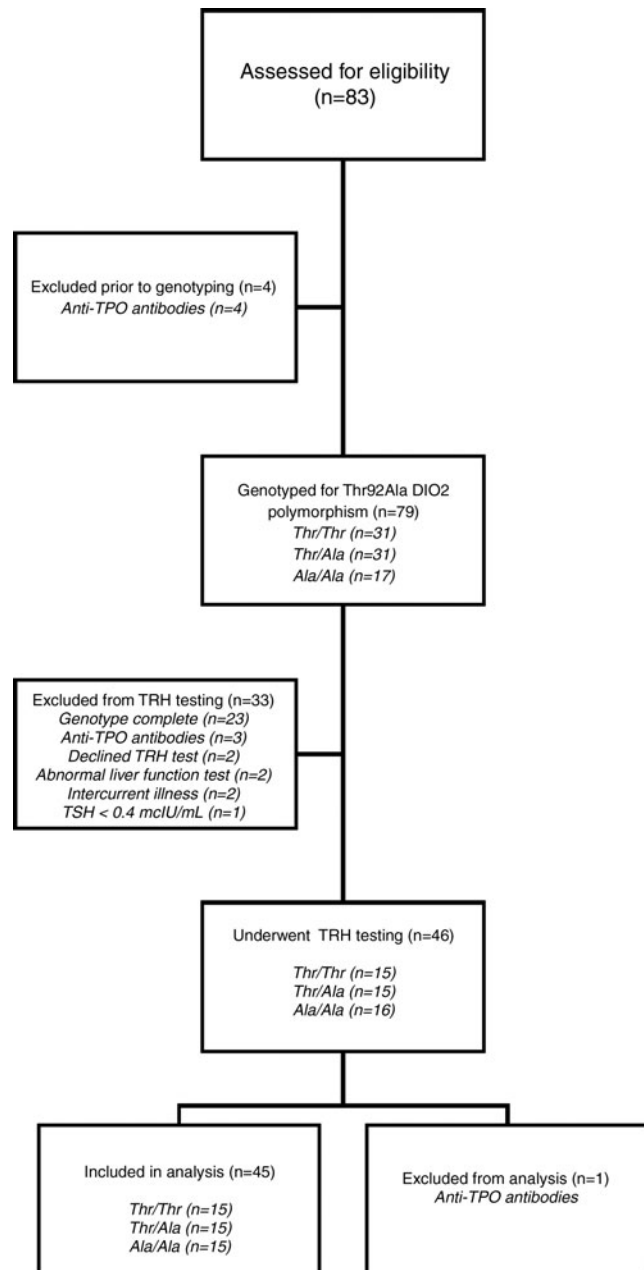 Assessed for eligibility
(n=83)
Excluded prior to genotyping (n=4)
Anti-TPO antibodies (n=4)
Genotyped for Thr92Ala DIO2
polymorphism (n=79)
Thr/Thr (n=31)
Thr/Ala (n=31)
Ala/Ala (n=17)
Excluded from TRH testing (n=33)
Genotype complete (n=23)
Anti-TPO antibodies (n=3)
Declined TRH test (n=2)
Abnormal liver function test (n=2)
Intercurrent illness (n=2)
TSH < 0.4 mcIU/mL (n=1)
Underwent TRH testing (n=46)
Thr/Thr (n=15)
Thr/Ala (n=15)
Ala/Ala (n=16)
Included in analysis (n=45)
Thr/Thr (n=15)
Thr/Ala (n=15)
Ala/Ala (n=15)
Excluded from analysis (n=1)
Anti-TPO antibodies